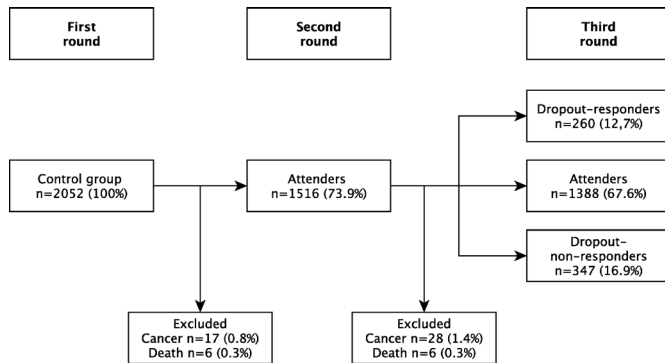 First
round
Second
round
Third
round
Dropout-responders
n=260 (12,7%)
Control group
n=2052 (100%)
Attenders
n=1516 (73.9%)
Attenders
n=1388 (67.6%)
Dropout-
non-responders
n=347 (16.9%)
Excluded
Cancer n=17 (0.8%)
Death n=6 (0.3%)
Excluded
Cancer n=28 (1.4%)
Death n=6 (0.3%)